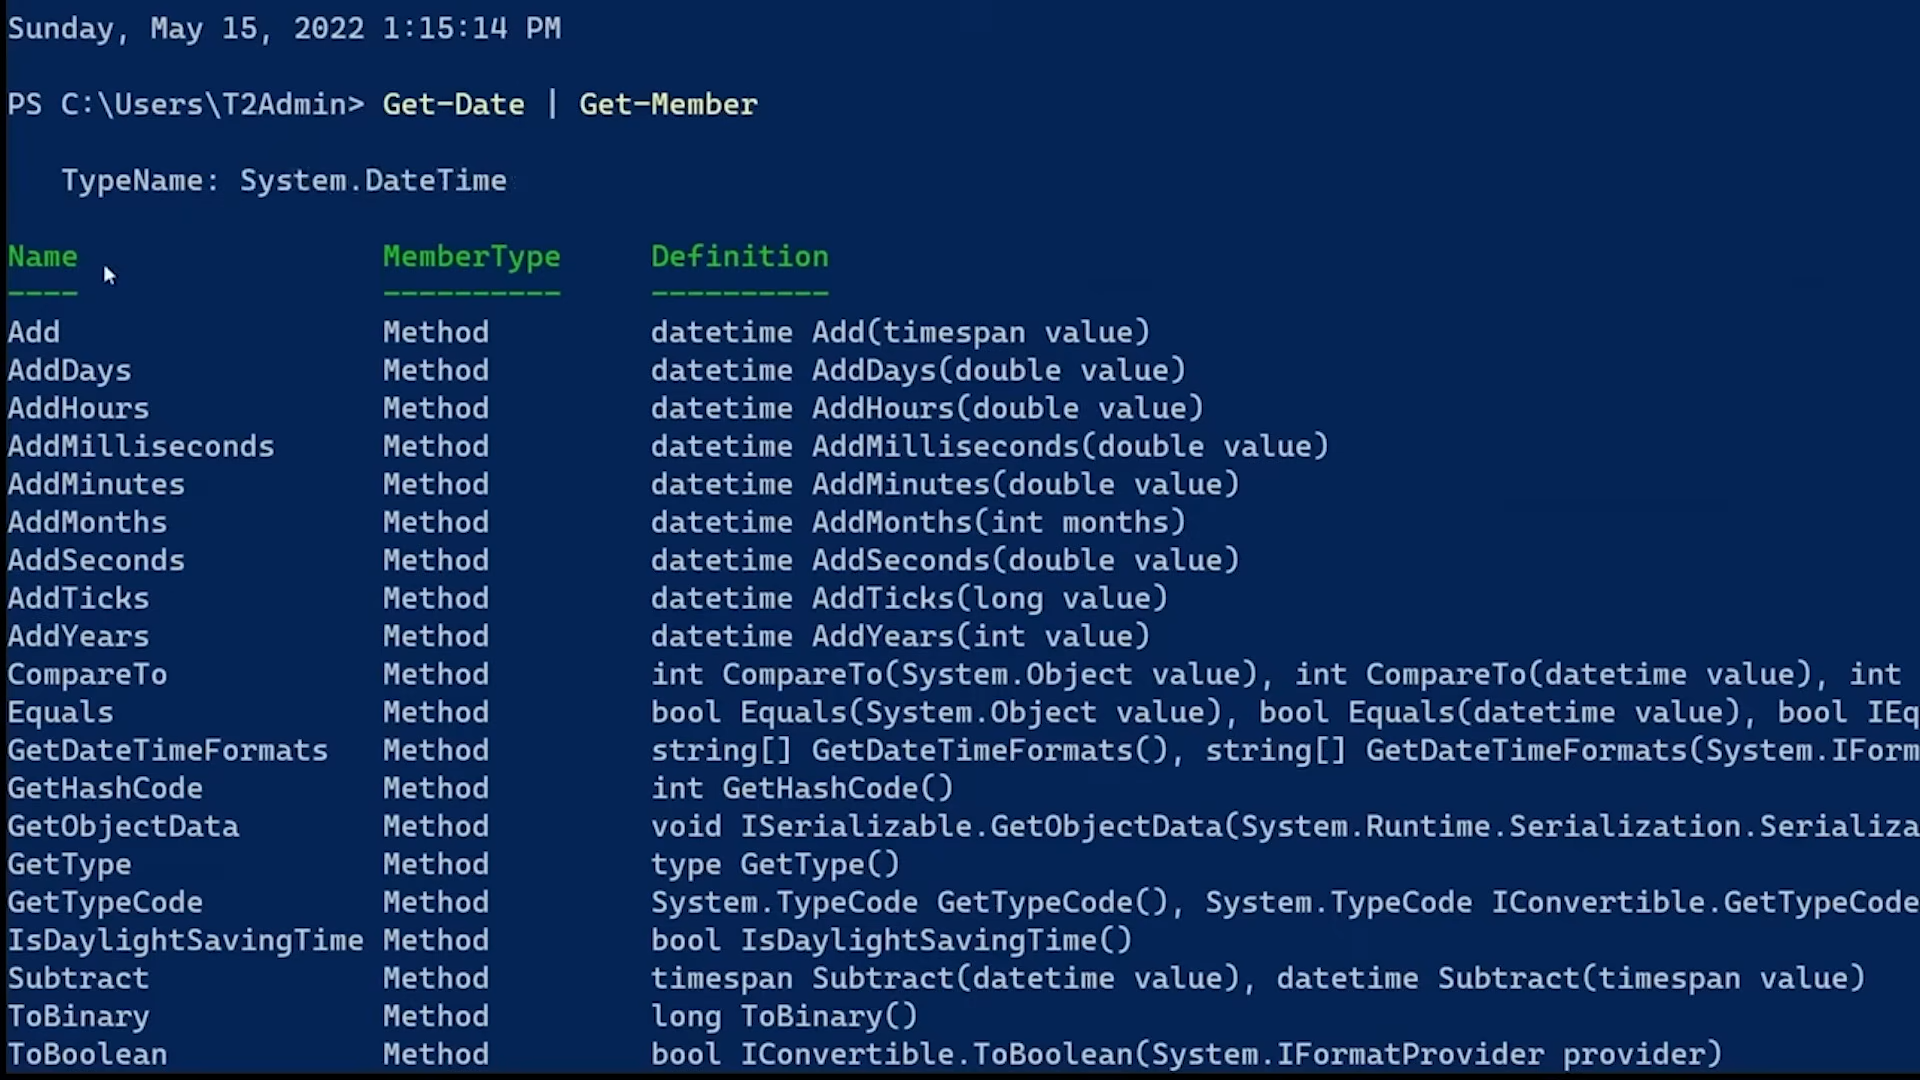 Sunday, May 15, 2022 1:15:14 PM
PS C:\Users\T2Admin> Get-Date | Get-Member
TypeName: System.DateTime
Name MemberType Definition
---- ---------- ----------
Add Method datetime Add(timespan value)
AddDays Method datetime AddDays(double value)
AddHours Method datetime AddHours(double value)
AddMilliseconds Method datetime AddMilliseconds(double value)
AddMinutes Method datetime AddMinutes(double value)
AddMonths Method datetime AddMonths(int months)
AddSeconds Method datetime AddSeconds(double value)
AddTicks Method datetime AddTicks(long value)
AddYears Method datetime AddYears(int value)
CompareTo Method int CompareTo(System.Object value), int CompareTo(datetime value), int
Equals Method bool Equals(System.Object value), bool Equals(datetime value), bool IEq
GetDateTimeFormats Method string[] GetDateTimeFormats(), string[] GetDateTimeFormats(System.IForm
GetHashCode Method int GetHashCode()
GetObjectData Method void ISerializable.GetObjectData(System.Runtime.Serialization.Serializa
GetType Method type GetType()
GetTypeCode Method System.TypeCode GetTypeCode(), System.TypeCode IConvertible.GetTypeCode
IsDaylightSavingTime Method bool IsDaylightSavingTime()
Subtract Method timespan Subtract(datetime value), datetime Subtract(timespan value)
ToBinary Method long ToBinary()
ToBoolean Method bool IConvertible.ToBoolean(System.IFormatProvider provider)